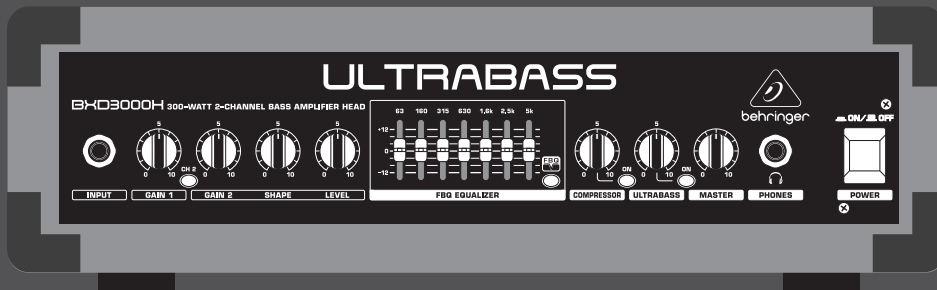 ULTRABASS
BXD3000H 300-WATT 2-CHANNEL BASS AMPLIFIER HEAD
behringer
63 160 315 630 1,6k 2,5k 5k
+12
0
-12
FBQ
ON/ OFF
5 5 5 5 5 5 5
0 10 0 10 0 10 0 10 0 10 0 10 0 10
CH 2
ON ON
INPUT GAIN 1 GAIN 2 SHAPE LEVEL FBQ EQUALIZER COMPRESSOR ULTRABASS MASTER PHONES POWER